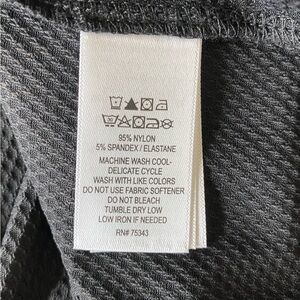 95% NYLON
5% SPANDEX / ELASTANE
MACHINE WASH COOL-
DELICATE CYCLE
WASH WITH LIKE COLORS
DO NOT USE FABRIC SOFTENER
DO NOT BLEACH
TUMBLE DRY LOW
LOW IRON IF NEEDED
RN# 75343